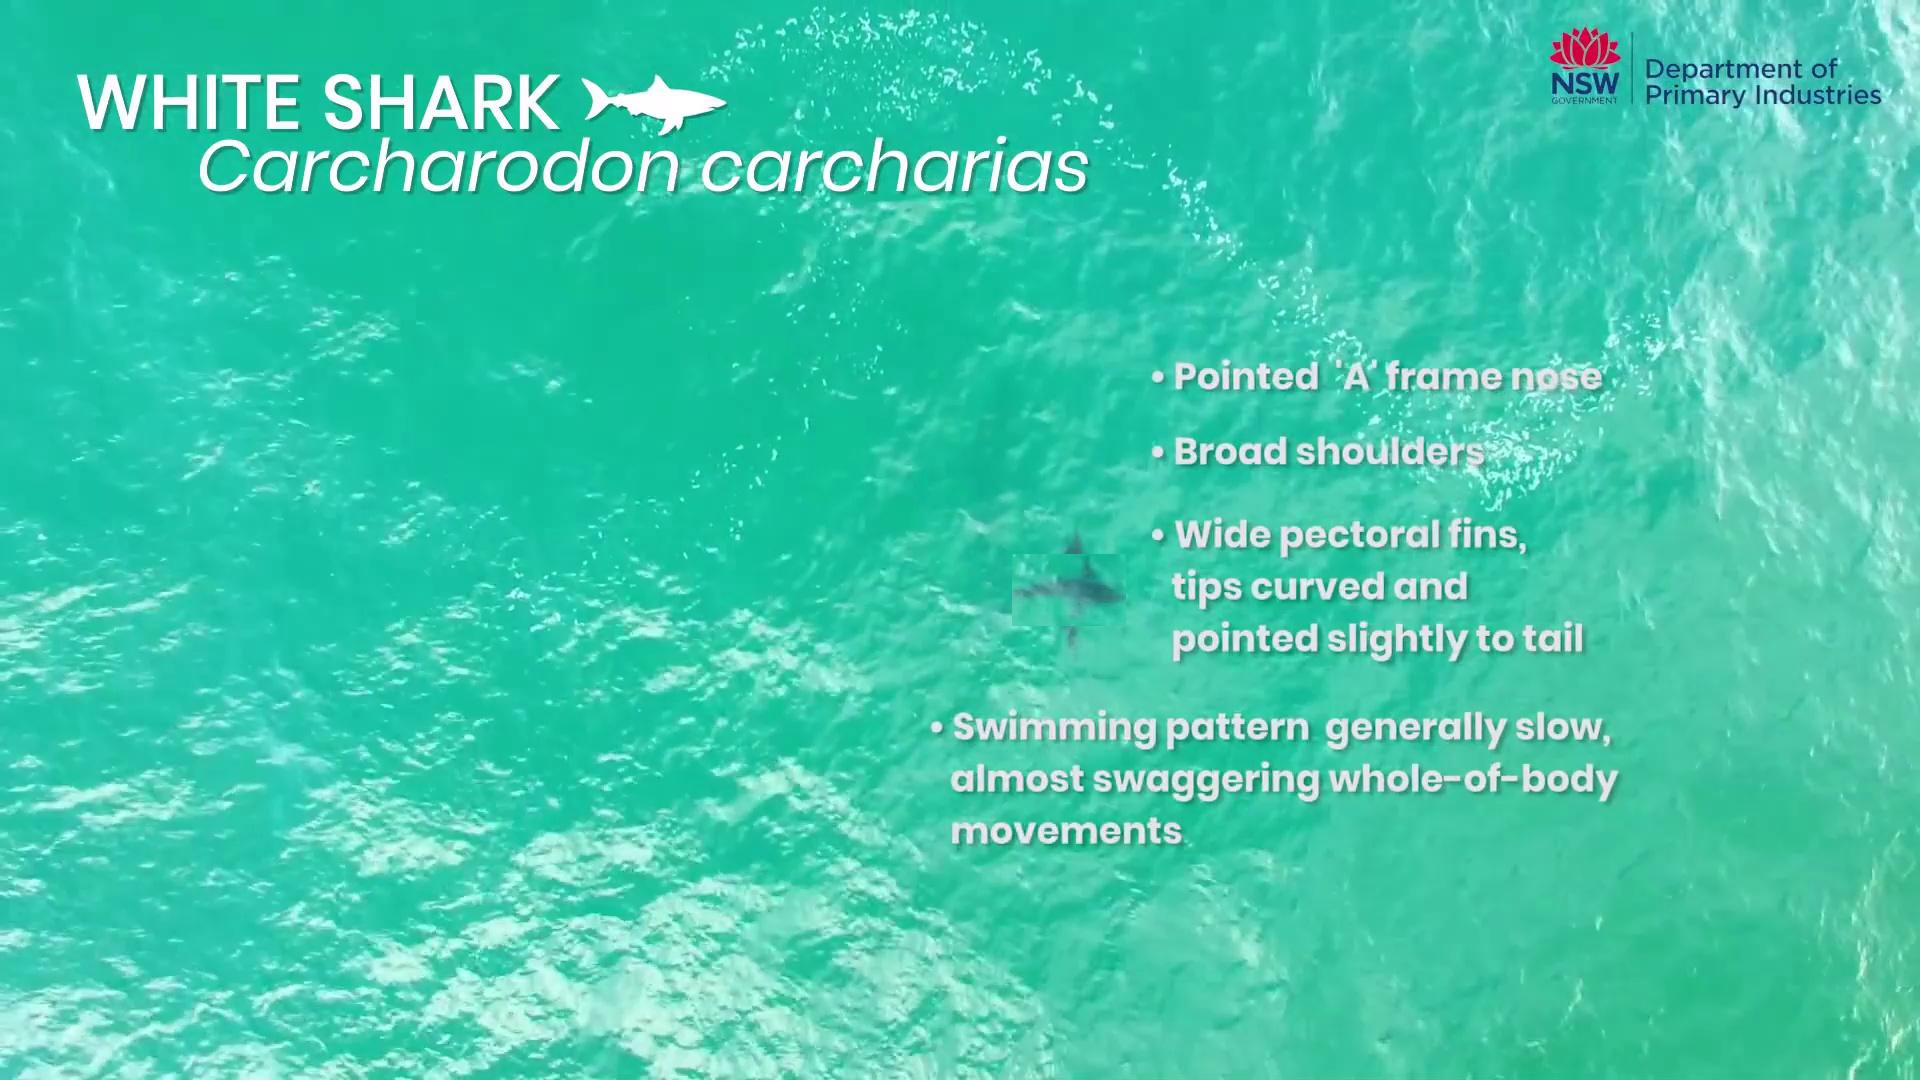 WHITE SHARK
Carcharodon carcharias
NSW
GOVERNMENT
Department of
Primary Industries
• Pointed 'A' frame nose
• Broad shoulders
• Wide pectoral fins,
tips curved and
pointed slightly to tail
• Swimming pattern generally slow,
almost swaggering whole-of-body
movements